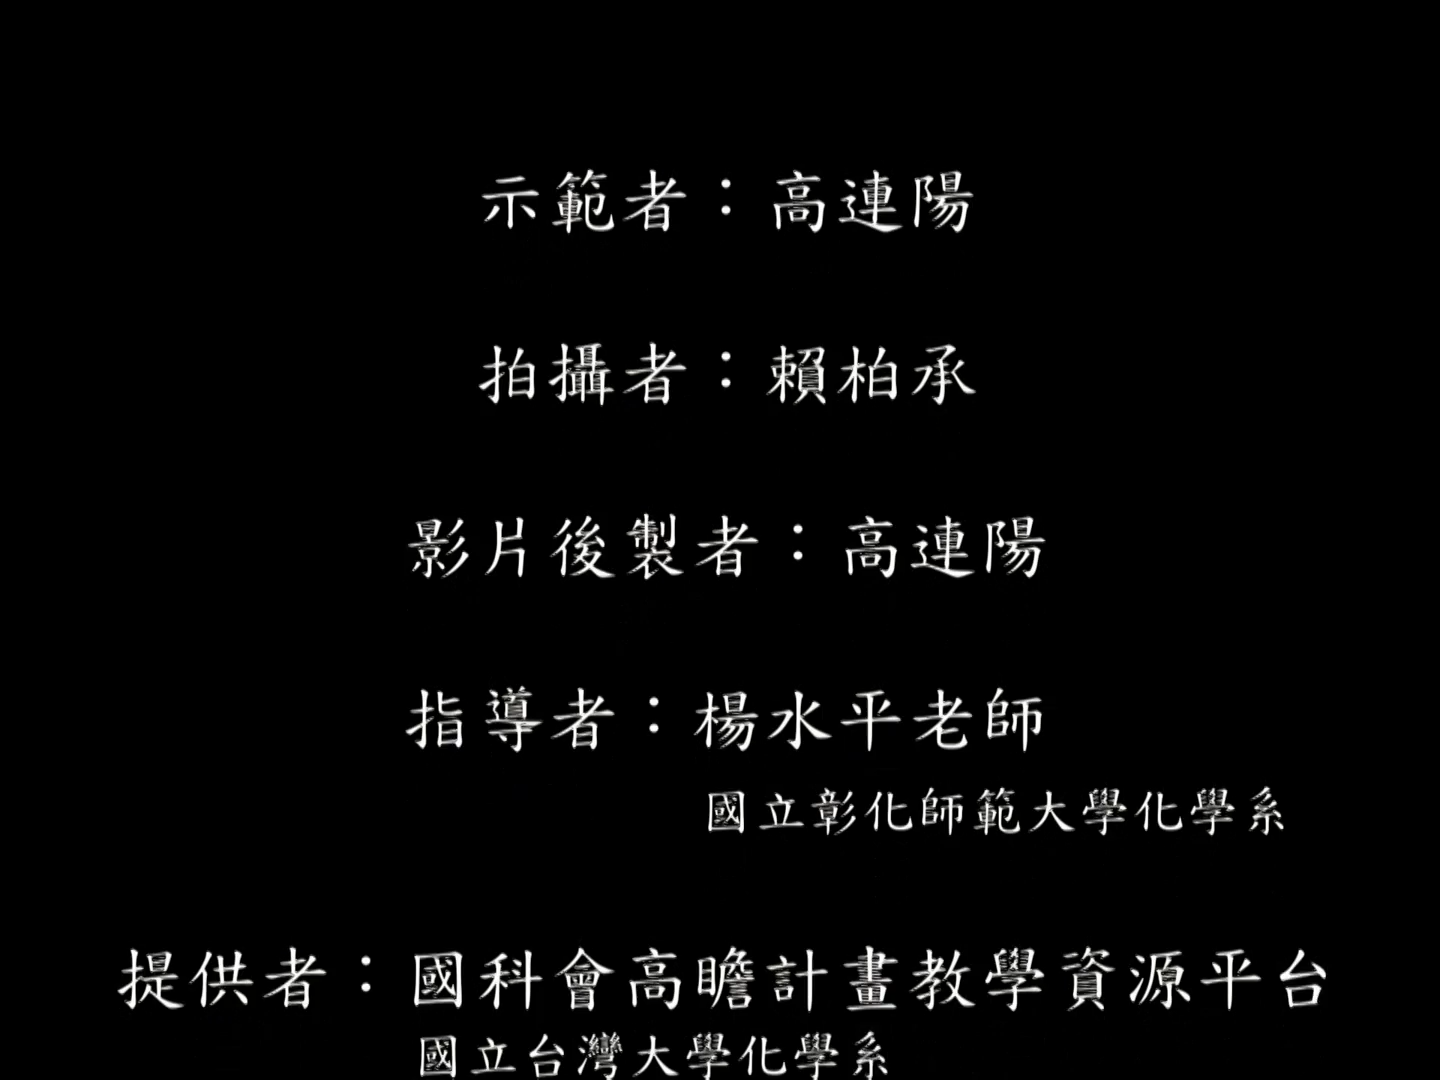 示範者：高連陽
拍攝者：賴柏承
影片後製者：高連陽
指導者：楊水平老師
國立彰化師範大學化學系
提供者：國科會高瞻計畫教學資源平台
國立台灣大學化學系